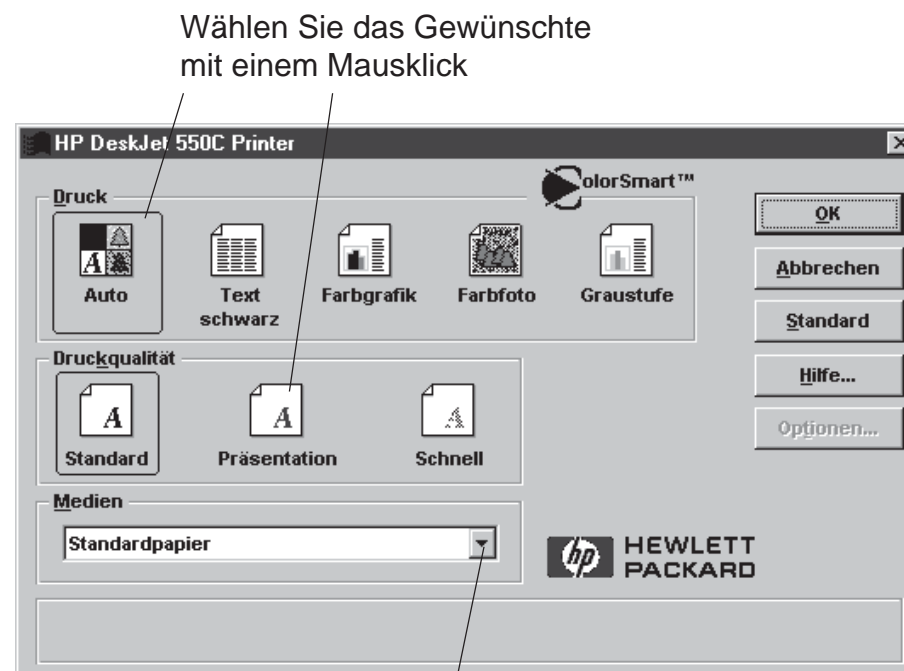 Wählen Sie das Gewünschte
mit einem Mausklick
HP DeskJet 550C Printer
Druck
ColorSmart™
Auto
Text
schwarz
Farbgrafik
Farbfoto
Graustufe
Druckqualität
Standard
Präsentation
Schnell
Medien
Standardpapier
OK
Abbrechen
Standard
Hilfe...
Optionen...
hp HEWLETT
PACKARD